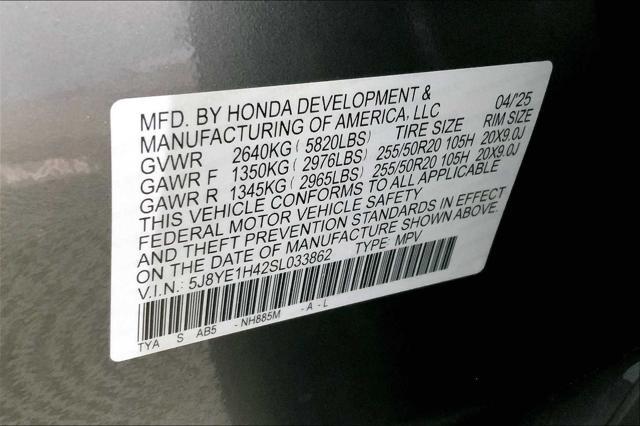 MFD. BY HONDA DEVELOPMENT & 04/'25
MANUFACTURING OF AMERICA, LLC
GVWR 2640KG ( 5820LBS) TIRE SIZE RIM SIZE
GAWR F 1350KG ( 2976LBS) 255/50R20 105H 20X9.0J
GAWR R 1345KG ( 2965LBS) 255/50R20 105H 20X9.0J
THIS VEHICLE CONFORMS TO ALL APPLICABLE
FEDERAL MOTOR VEHICLE SAFETY
AND THEFT PREVENTION STANDARDS IN EFFECT
ON THE DATE OF MANUFACTURE SHOWN ABOVE.
V.I.N.: 5J8YE1H42SL033862 TYPE: MPV
TYA S AB5 - NH885M - A - L